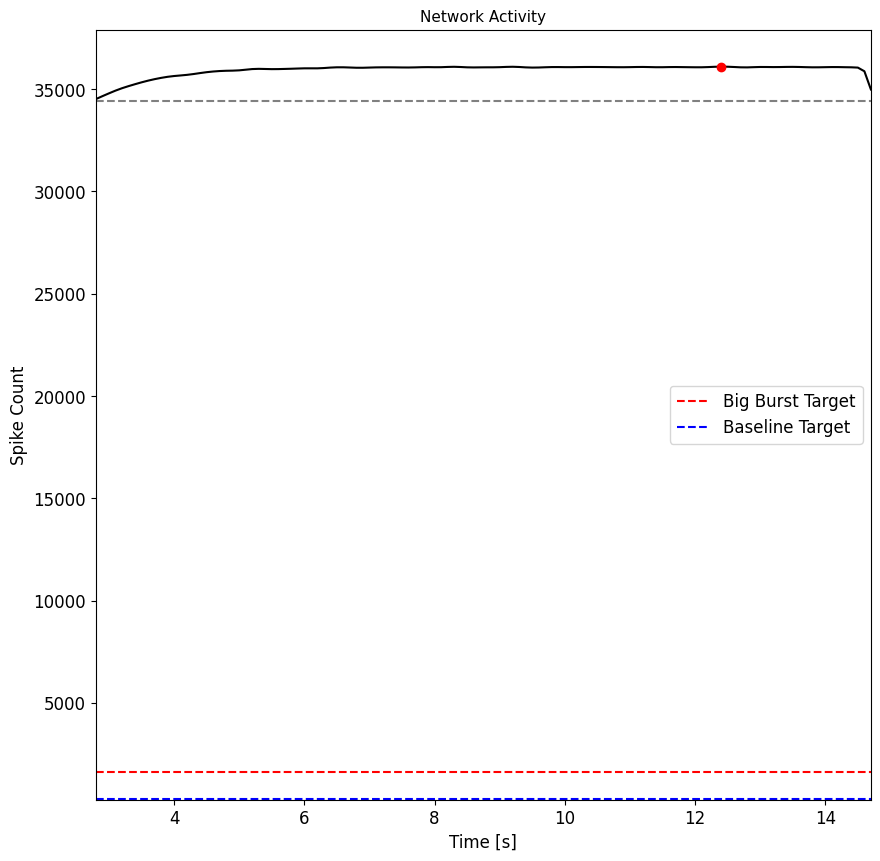 Network Activity
35000
30000
25000
20000
15000
10000
5000
Spike Count
Big Burst Target
Baseline Target
4 6 8 10 12 14
Time [s]